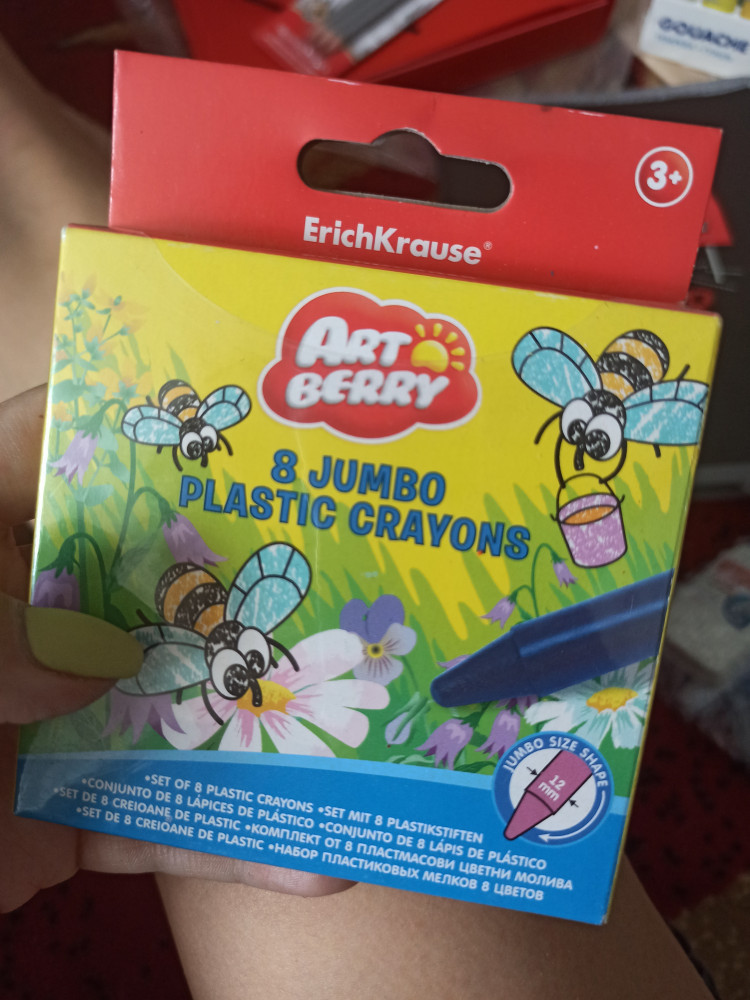 GOUACHE
3+
ErichKrause®
ART
BERRY
8 JUMBO
PLASTIC CRAYONS
JUMBO SIZE SHAPE
12
mm
•SET OF 8 PLASTIC CRAYONS •SET MIT 8 PLASTIKSTIFTEN
•CONJUNTO DE 8 LÁPICES DE PLÁSTICO •CONJUNTO DE 8 LÁPIS DE PLÁSTICO
•SET DE 8 CREIOANE DE PLASTIC •КОМПЛЕКТ ОТ 8 ПЛАСТМАСОВИ ЦВЕТНИ МОЛИВА
•SET DE 8 CREIOANE DE PLASTIC •НАБОР ПЛАСТИКОВЫХ МЕЛКОВ 8 ЦВЕТОВ